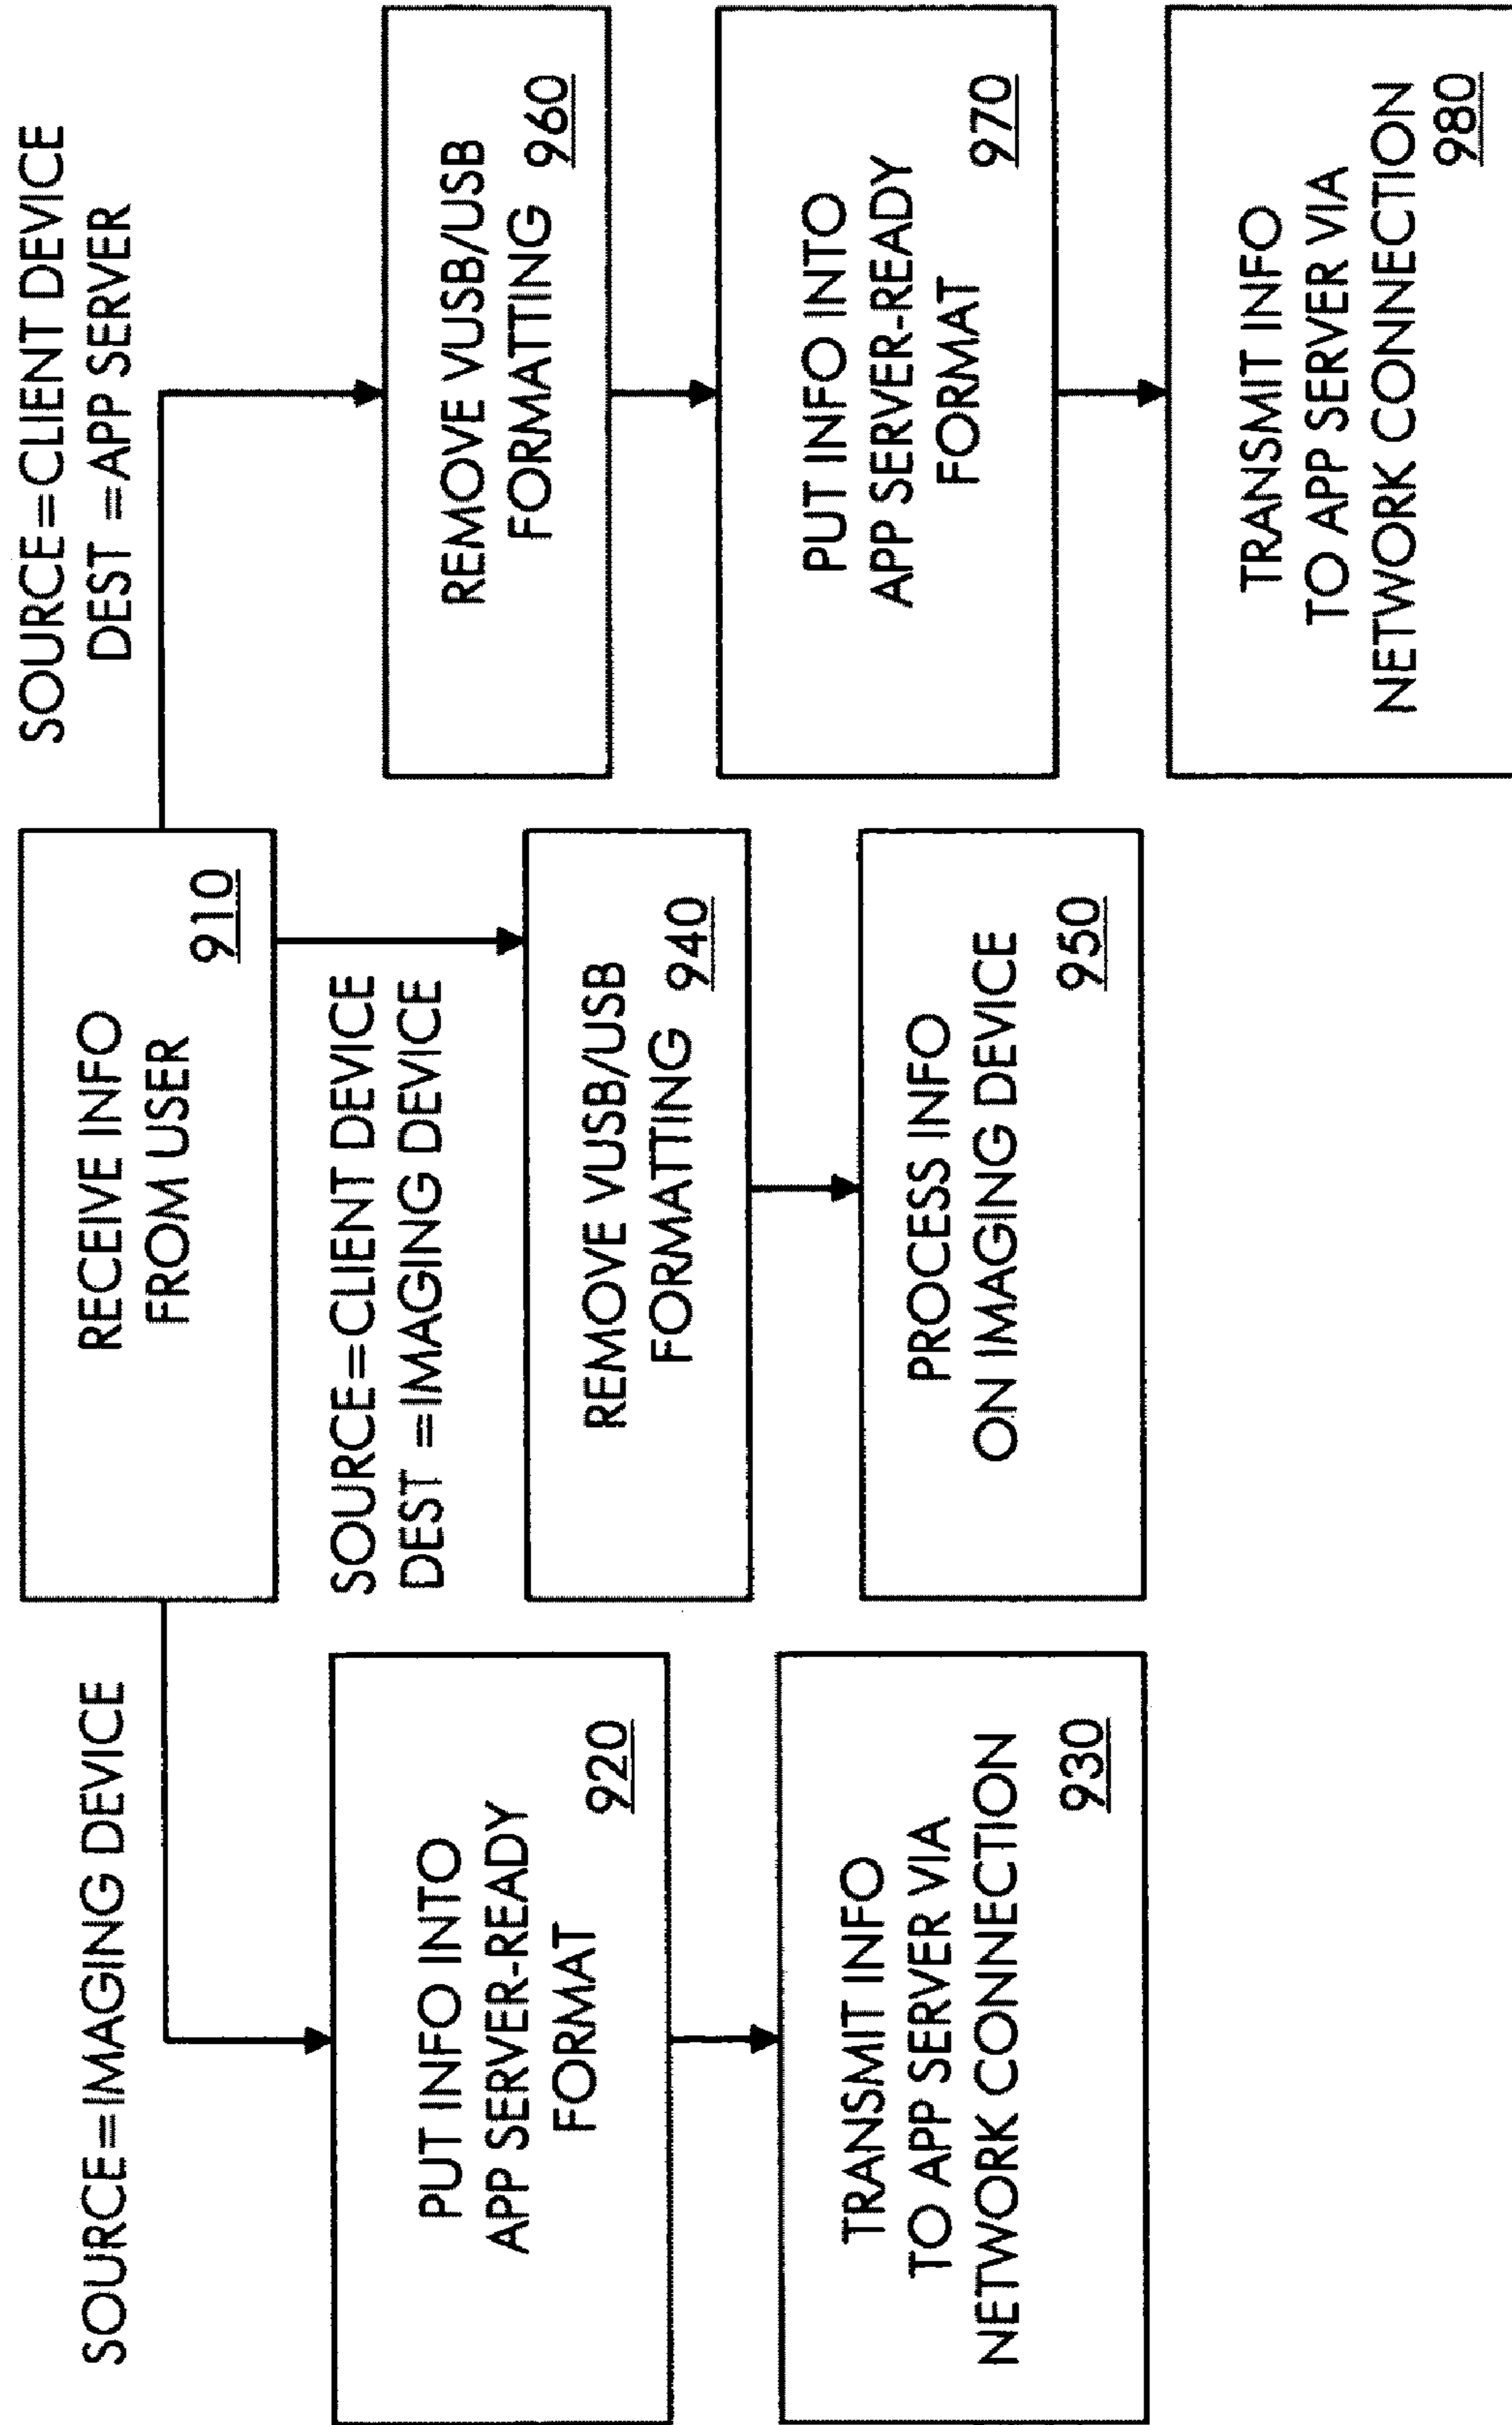 RECEIVE INFO
FROM USER
910
SOURCE=IMAGING DEVICE
PUT INFO INTO
APP SERVER-READY
FORMAT
920
TRANSMIT INFO
TO APP SERVER VIA
NETWORK CONNECTION
930
SOURCE=CLIENT DEVICE
DEST =IMAGING DEVICE
REMOVE VUSB/USB
FORMATTING 940
PROCESS INFO
ON IMAGING DEVICE
950
SOURCE=CLIENT DEVICE
DEST =APP SERVER
REMOVE VUSB/USB
FORMATTING 960
PUT INFO INTO
APP SERVER-READY
FORMAT
970
TRANSMIT INFO
TO APP SERVER VIA
NETWORK CONNECTION
980